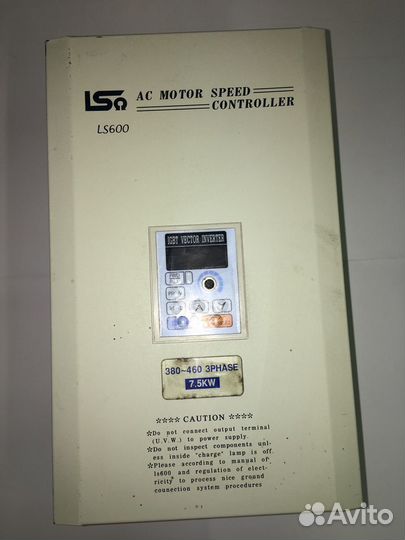 LS
AC MOTOR SPEED
CONTROLLER
LS600
IGBT VECTOR INVERTER
380~460 3PHASE
7.5KW
**** CAUTION ****
*Do not connect output terminal
(U.V.W.) to power supply.
*Do not inspect components unl-
ess inside "charge" lamp is off.
*Please according to manual of
ls600 and regulation of elect-
ricity to process nice ground
counection system procedures
Avito